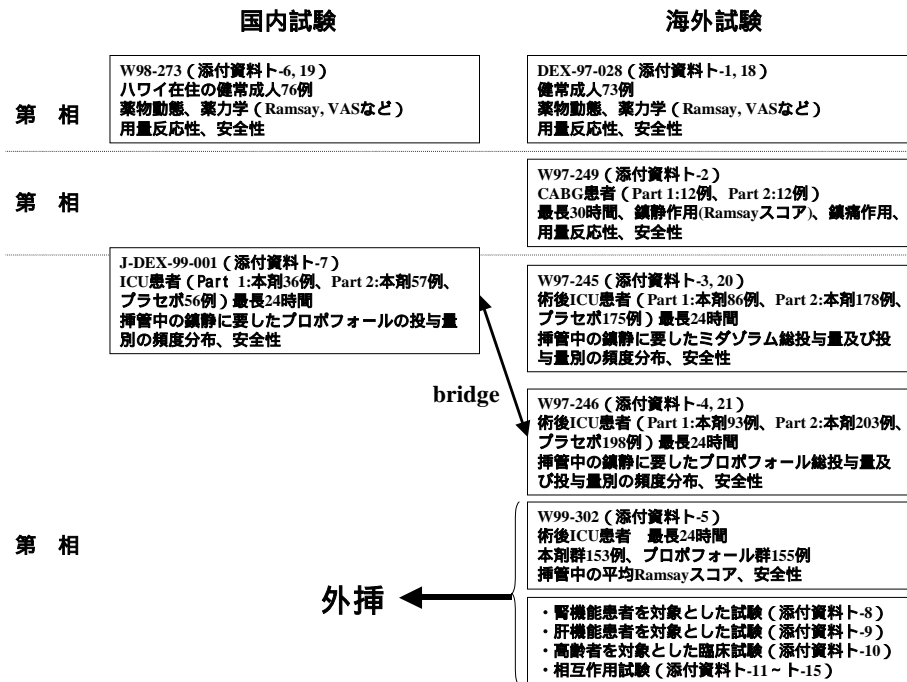 国内試験
海外試験
第 相
W98-273（添付資料ト-6, 19）
ハワイ在住の健常成人76例
薬物動態、薬力学（Ramsay, VASなど）
用量反応性、安全性
DEX-97-028（添付資料ト-1, 18）
健常成人73例
薬物動態、薬力学（Ramsay, VASなど）
用量反応性、安全性
第 相
W97-249（添付資料ト-2）
CABG患者（Part 1:12例、Part 2:12例）
最長30時間、鎮静作用(Ramsayスコア)、鎮痛作用、
用量反応性、安全性
J-DEX-99-001（添付資料ト-7）
ICU患者（Part 1:本剤36例、Part 2:本剤57例、
プラセボ56例）最長24時間
挿管中の鎮静に要したプロポフォールの投与量
別の頻度分布、安全性
W97-245（添付資料ト-3, 20）
術後ICU患者（Part 1:本剤86例、Part 2:本剤178例、
プラセボ175例）最長24時間
挿管中の鎮静に要したミダゾラム総投与量及び投
与量別の頻度分布、安全性
bridge
W97-246（添付資料ト-4, 21）
術後ICU患者（Part 1:本剤93例、Part 2:本剤203例、
プラセボ198例）最長24時間
挿管中の鎮静に要したプロポフォール総投与量及
び投与量別の頻度分布、安全性
第 相
W99-302（添付資料ト-5）
術後ICU患者　最長24時間
本剤群153例、プロポフォール群155例
挿管中の平均Ramsayスコア、安全性
外挿
・腎機能患者を対象とした試験（添付資料ト-8）
・肝機能患者を対象とした試験（添付資料ト-9）
・高齢者を対象とした臨床試験（添付資料ト-10）
・相互作用試験（添付資料ト-11～ト-15）